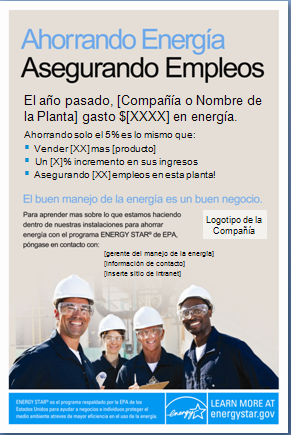 Ahorrando Energía
Asegurando Empleos
El año pasado, [Compañía o Nombre de
la Planta] gasto $[XXXX] en energía.
Ahorrando solo el 5% es lo mismo que:
Vender [XX] mas [producto]
Un [X]% incremento en sus ingresos
Asegurando [XX] empleos en esta planta!
El buen manejo de la energía es un buen negocio.
Para aprender mas sobre lo que estamos haciendo
dentro de nuestras instalaciones para ahorrar
energía con el programa ENERGY STAR® de EPA,
póngase en contacto con:
Logotipo de la
Compañía
[gerente del manejo de la energía]
[Información de contacto]
[Inserte sitio de Intranet]
ENERGY STAR® es el programa respaldado por la EPA de los
Estados Unidos para ayudar a negocios e individuos proteger el
medio ambiente atraves de mayor eficiencia en el uso de la energía.
energy
LEARN MORE AT
energystar.gov